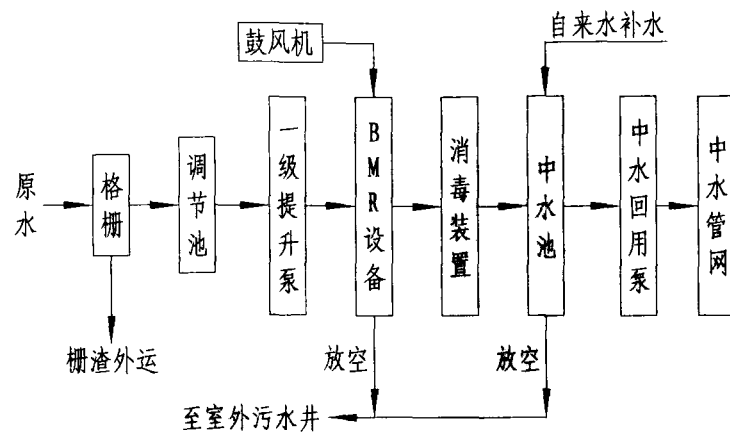 鼓风机
自来水补水
原水
格栅
调节池
一级提升泵
BMR设备
消毒装置
中水池
中水回用泵
中水管网
栅渣外运
放空
放空
至室外污水井